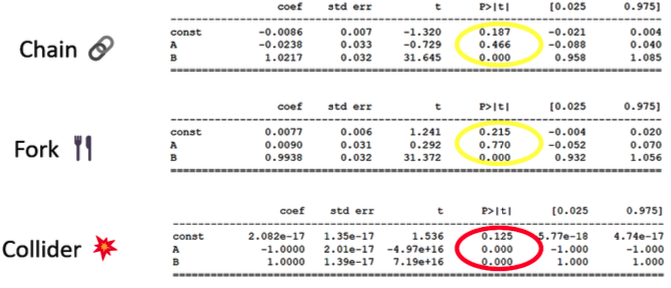 coef std err t P>|t| [0.025 0.975]
const -0.0086 0.007 -1.320 0.187 -0.021 0.004
A -0.0238 0.033 -0.729 0.466 -0.088 0.040
B 1.0217 0.032 31.645 0.000 0.958 1.085
Chain
coef std err t P>|t| [0.025 0.975]
const 0.0077 0.006 1.241 0.215 -0.004 0.020
A 0.0090 0.031 0.292 0.770 -0.052 0.070
B 0.9938 0.032 31.372 0.000 0.932 1.056
Fork
coef std err t P>|t| [0.025 0.975]
const 2.082e-17 1.35e-17 1.536 0.125 5.77e-18 4.74e-17
A -1.0000 2.01e-17 -4.97e+16 0.000 -1.000 -1.000
B 1.0000 1.39e-17 7.19e+16 0.000 1.000 1.000
Collider